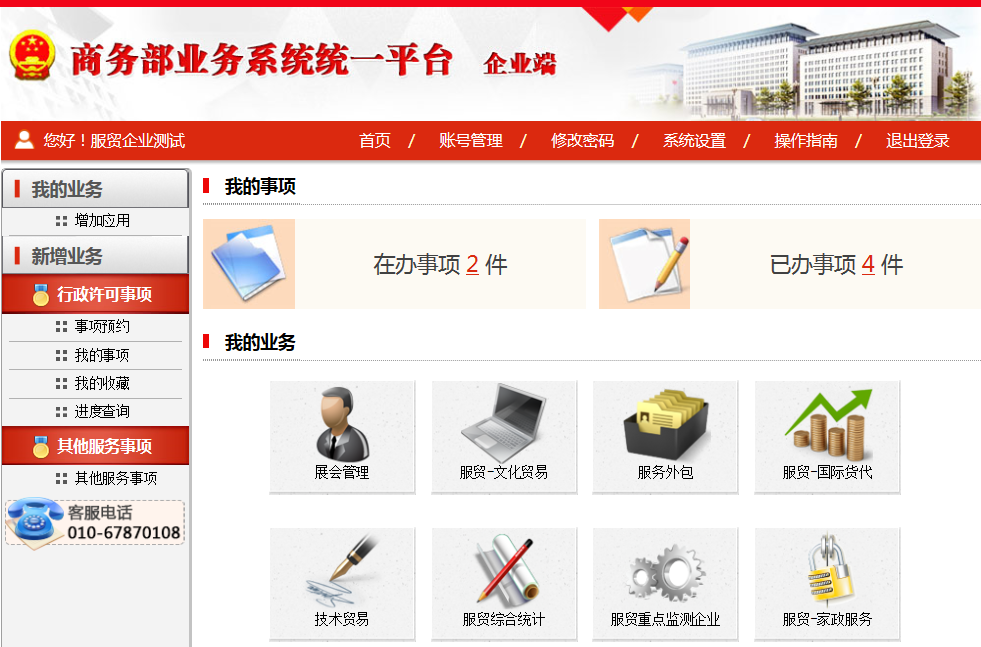 商务部业务系统统一平台 企业端
您好！服贸企业测试
首页 / 账号管理 / 修改密码 / 系统设置 / 操作指南 / 退出登录
我的业务
增加应用
新增业务
行政许可事项
事项预约
我的事项
我的收藏
进度查询
其他服务事项
其他服务事项
客服电话
010-67870108
我的事项
在办事项 2 件
已办事项 4 件
我的业务
展会管理
服贸-文化贸易
服务外包
服贸-国际货代
技术贸易
服贸综合统计
服贸重点监测企业
服贸-家政服务